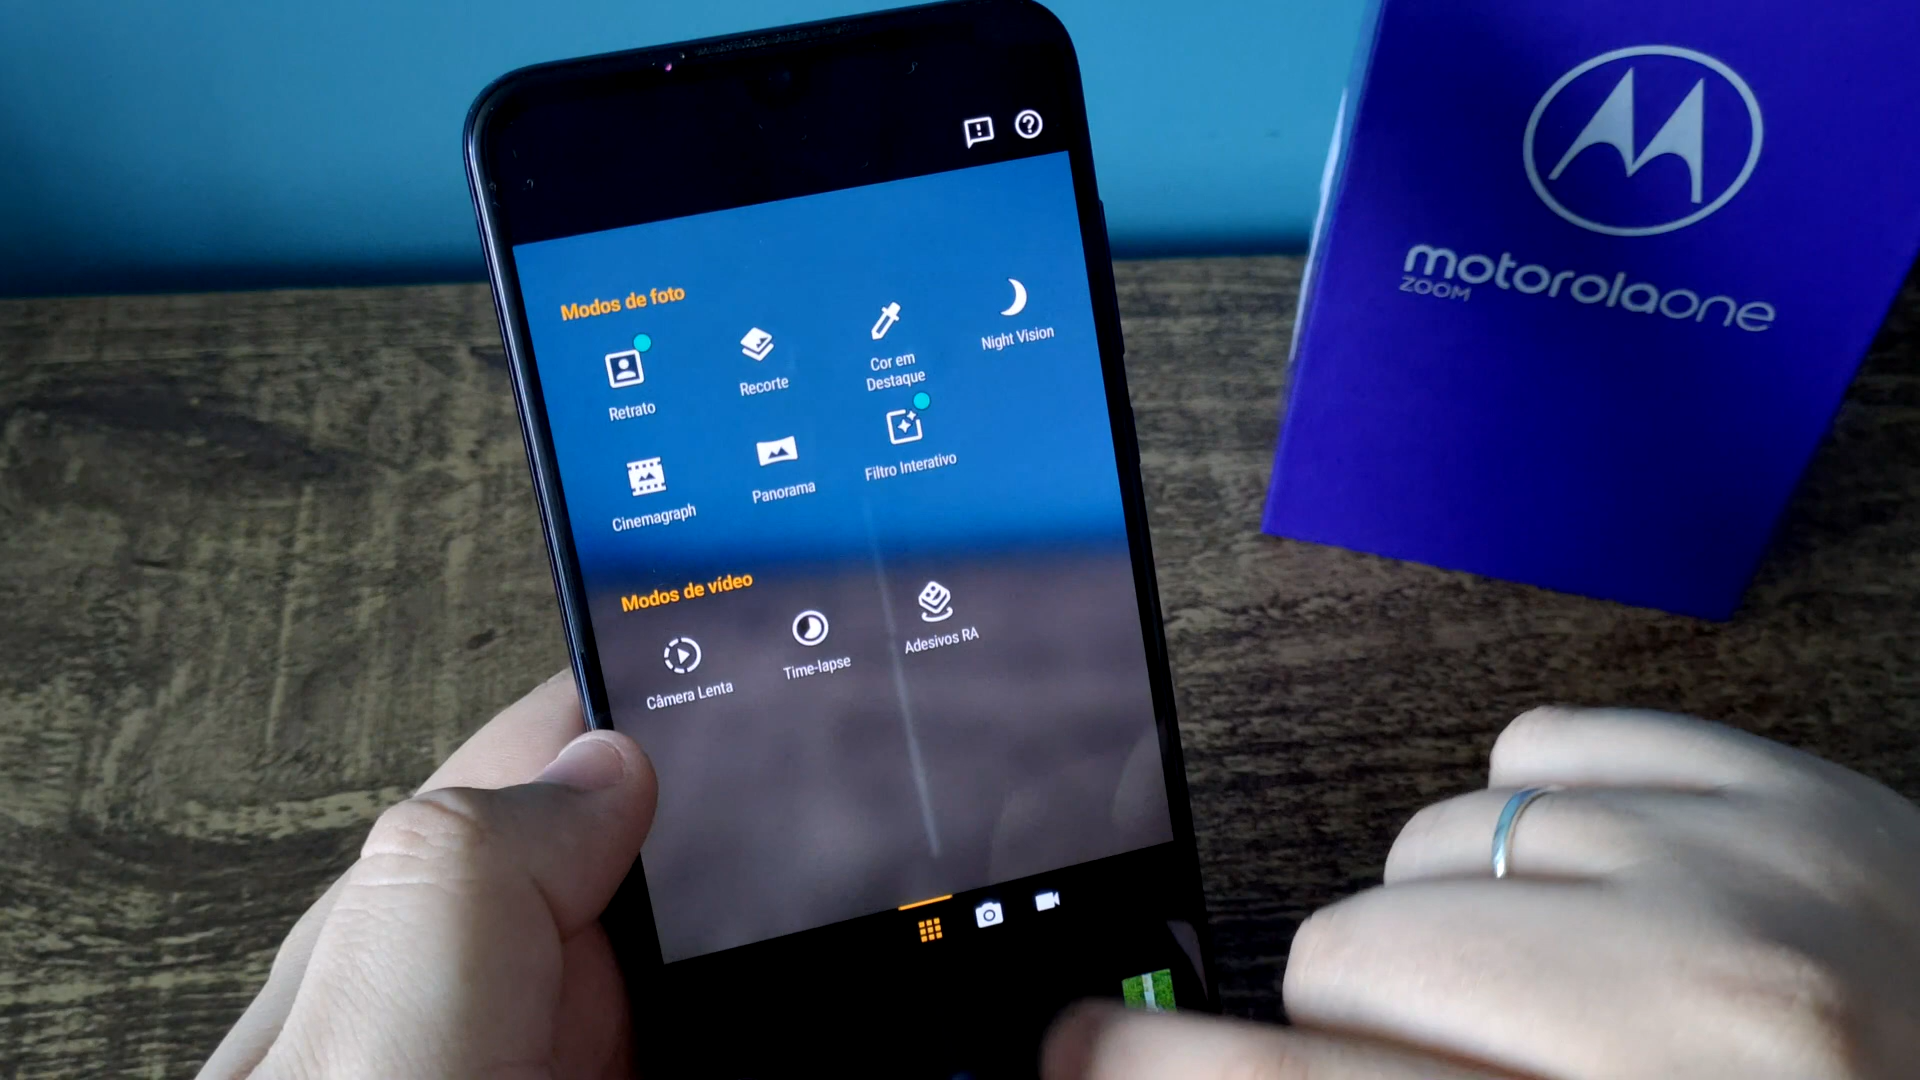 Modos de foto
Retrato
Recorte
Cor em
Destaque
Night Vision
Cinemagraph
Panorama
Filtro Interativo
Modos de vídeo
Câmera Lenta
Time-lapse
Adesivos RA
motorolaone
ZOOM